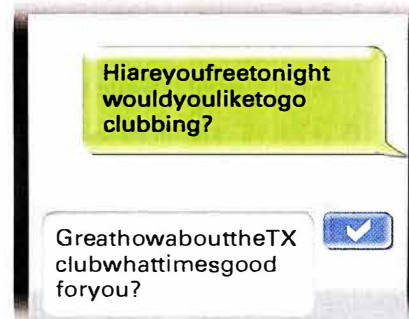 Hiareyoufreetonight
wouldyouliketogo
clubbing?
GreathowabouttheTX
clubwhattimesgood
foryou?